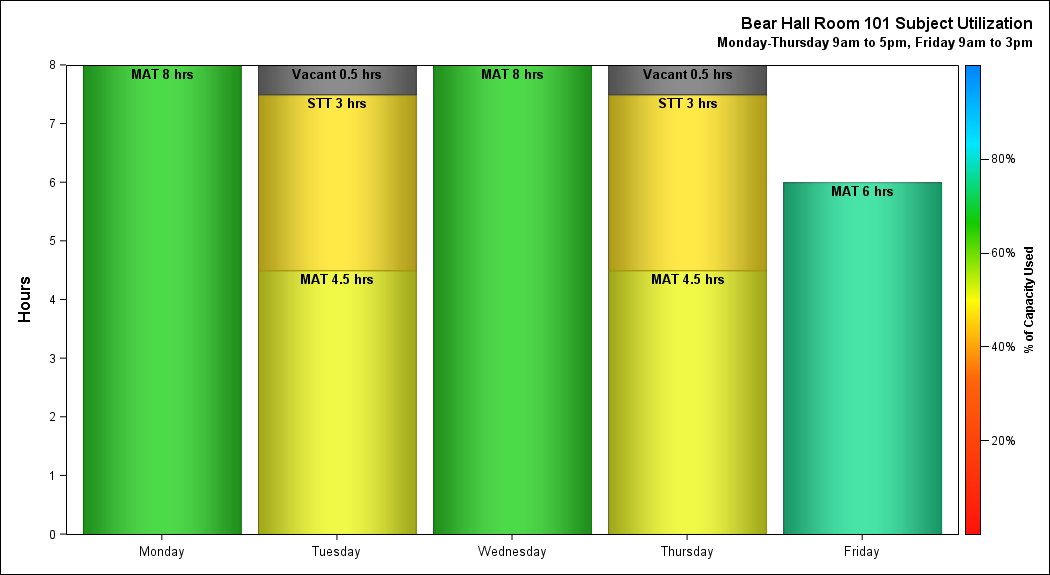 Bear Hall Room 101 Subject Utilization
Monday-Thursday 9am to 5pm, Friday 9am to 3pm
Hours
8
7
6
5
4
3
2
1
0
MAT 8 hrs
Vacant 0.5 hrs
STT 3 hrs
MAT 4.5 hrs
MAT 8 hrs
Vacant 0.5 hrs
STT 3 hrs
MAT 4.5 hrs
MAT 6 hrs
Monday
Tuesday
Wednesday
Thursday
Friday
80%
60%
40%
20%
% of Capacity Used